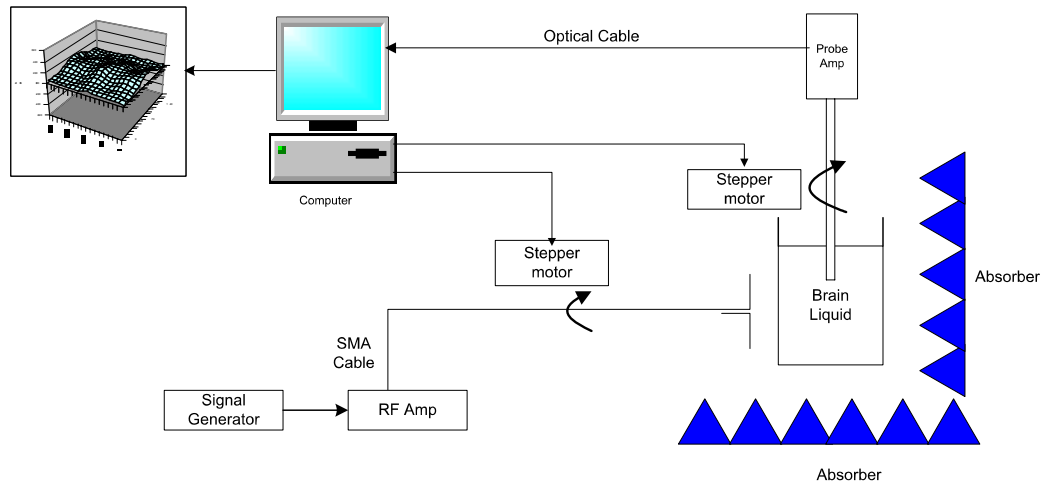 Optical Cable
Probe
Amp
Computer
Stepper
motor
Stepper
motor
Brain
Liquid
Absorber
SMA
Cable
Signal
Generator
RF Amp
Absorber